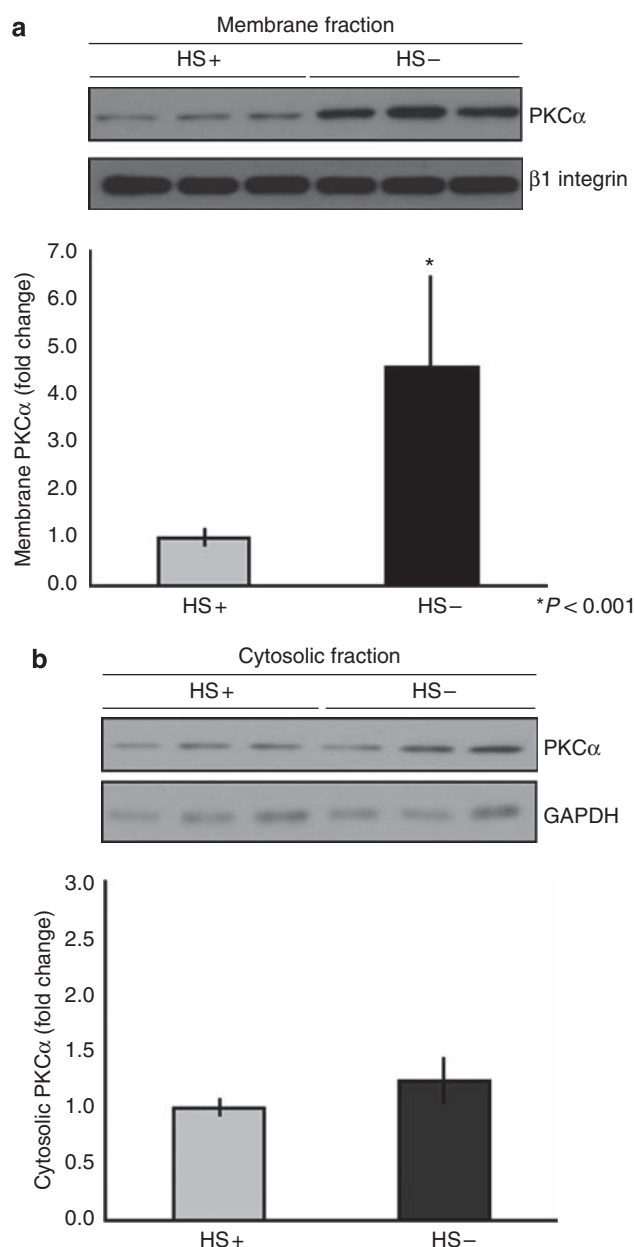 a
Membrane fraction
HS+ HS−
PKCα
β1 integrin
Membrane PKCα (fold change)
7.0
6.0
5.0
4.0
3.0
2.0
1.0
0.0
*
HS+ HS− *P < 0.001
b
Cytosolic fraction
HS+ HS−
PKCα
GAPDH
Cytosolic PKCα (fold change)
3.0
2.5
2.0
1.5
1.0
0.5
0.0
HS+ HS−